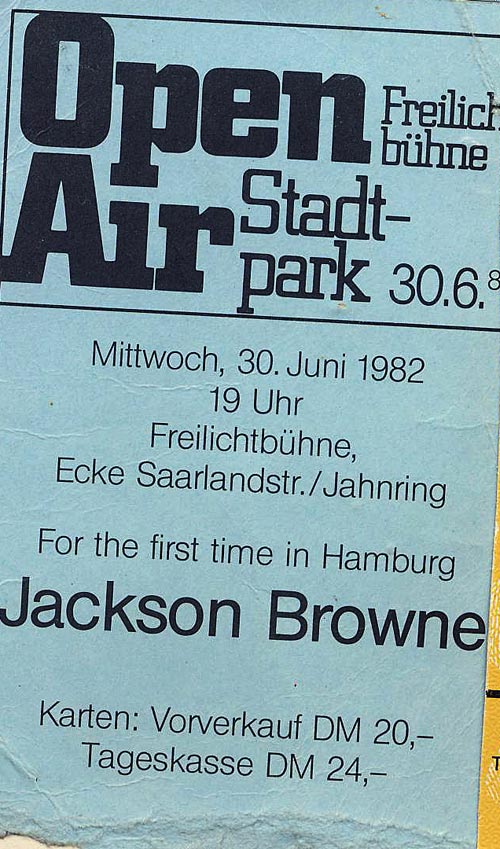 Open Freilich
bühne
Air Stadt-
park 30.6.8
Mittwoch, 30. Juni 1982
19 Uhr
Freilichtbühne,
Ecke Saarlandstr./Jahnring
For the first time in Hamburg
Jackson Browne
Karten: Vorverkauf DM 20,–
Tageskasse DM 24,–
T